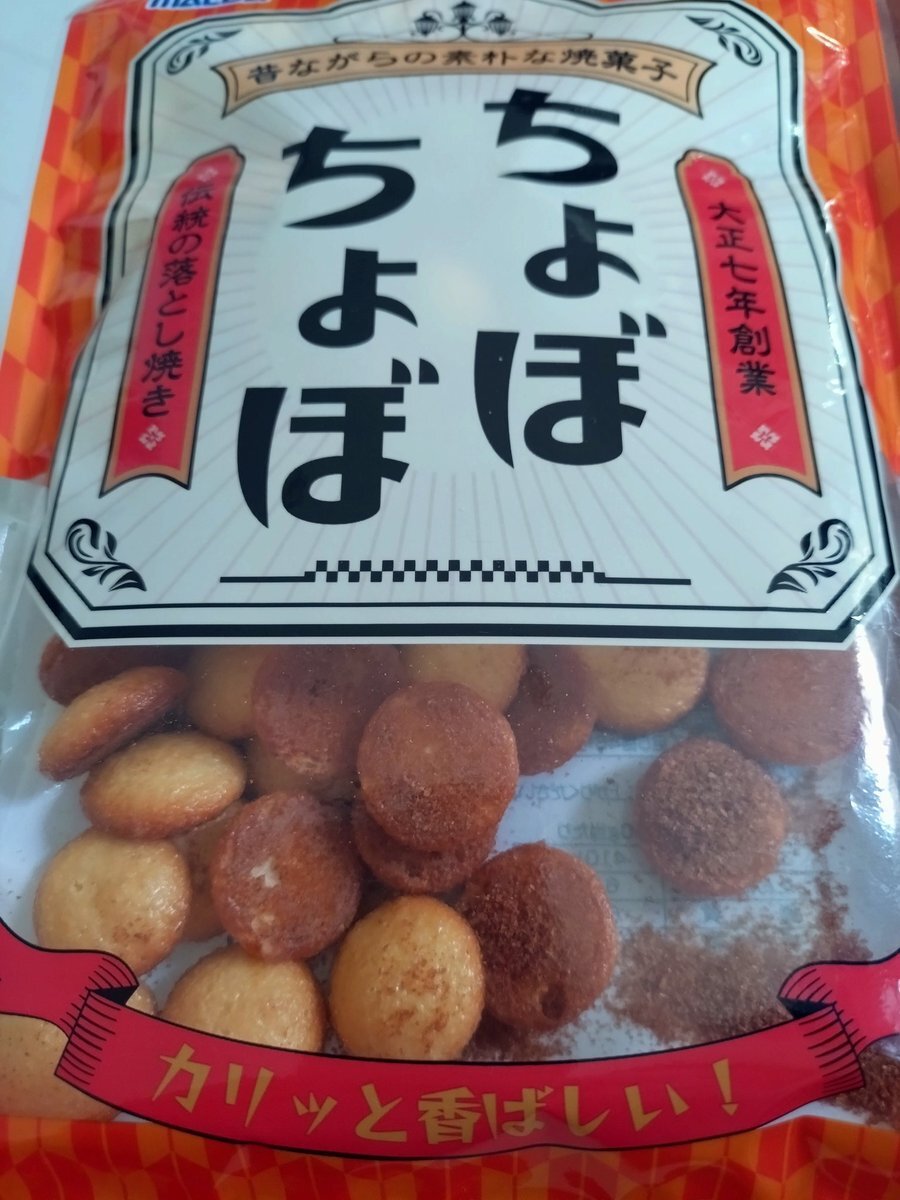 昔ながらの素朴な焼菓子
ちょぼ
ちょぼ
大正七年創業
伝統の落とし焼き
カリッと香ばしいい!